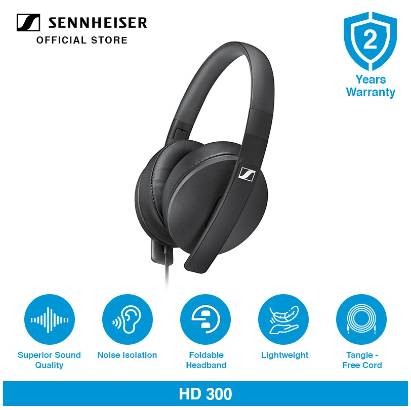 SENNHEISER
OFFICIAL STORE
2
Years
Warranty
Superior Sound
Quality
Noise Isolation
Foldable
Headband
Lightweight
Tangle -
Free Cord
HD 300